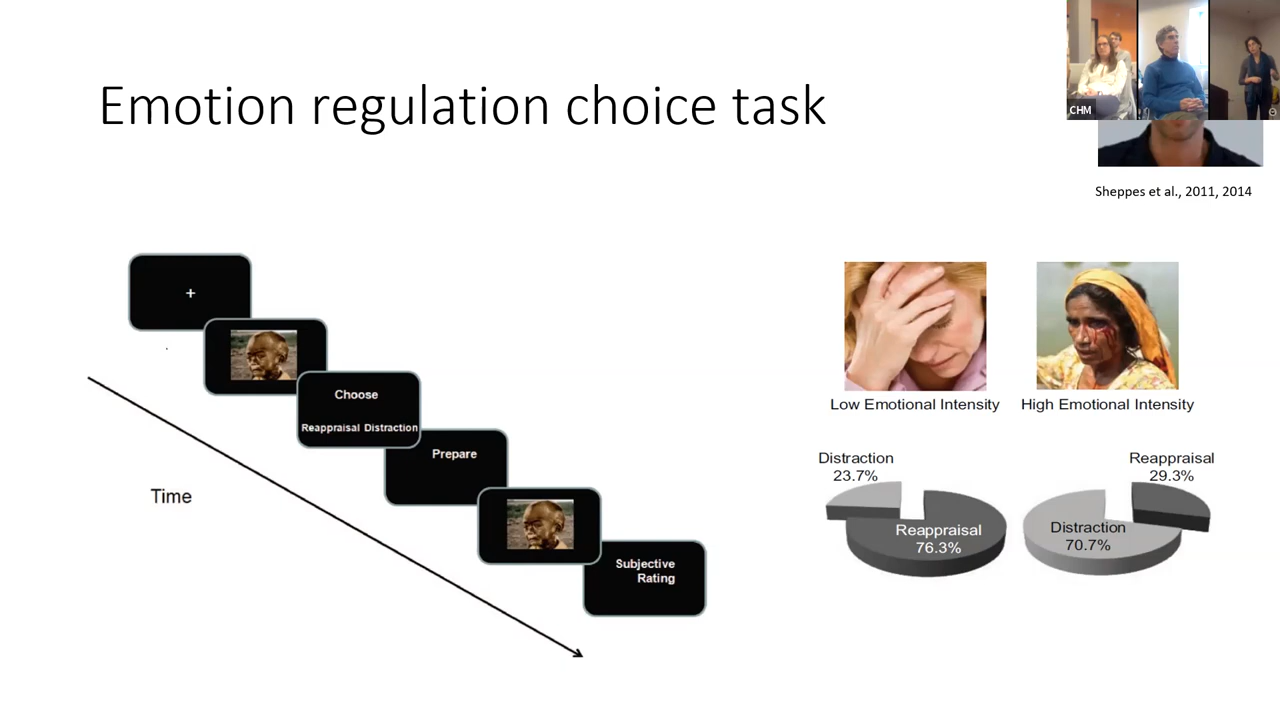 Emotion regulation choice task
CHM
Sheppes et al., 2011, 2014
+
Choose
Reappraisal Distraction
Prepare
Subjective
Rating
Time
Low Emotional Intensity
High Emotional Intensity
Distraction
23.7%
Reappraisal
76.3%
Reappraisal
29.3%
Distraction
70.7%